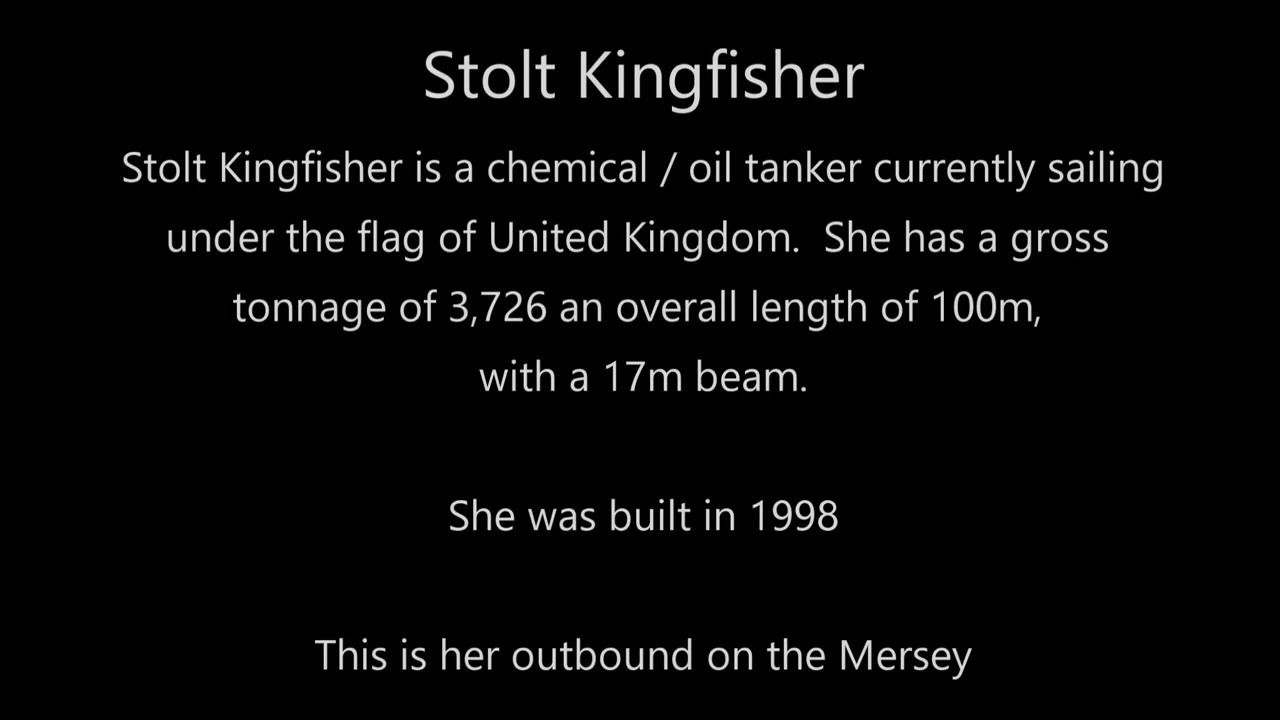 Stolt Kingfisher
Stolt Kingfisher is a chemical / oil tanker currently sailing
under the flag of United Kingdom.  She has a gross
tonnage of 3,726 an overall length of 100m,
with a 17m beam.
She was built in 1998
This is her outbound on the Mersey